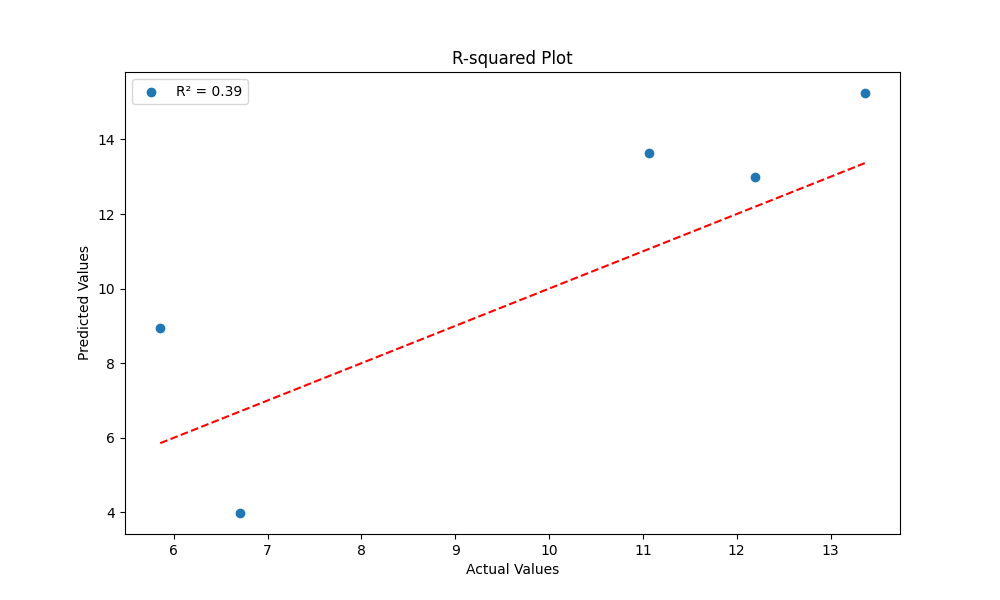 R-squared Plot
R² = 0.39
14
12
10
8
6
4
Predicted Values
6 7 8 9 10 11 12 13
Actual Values